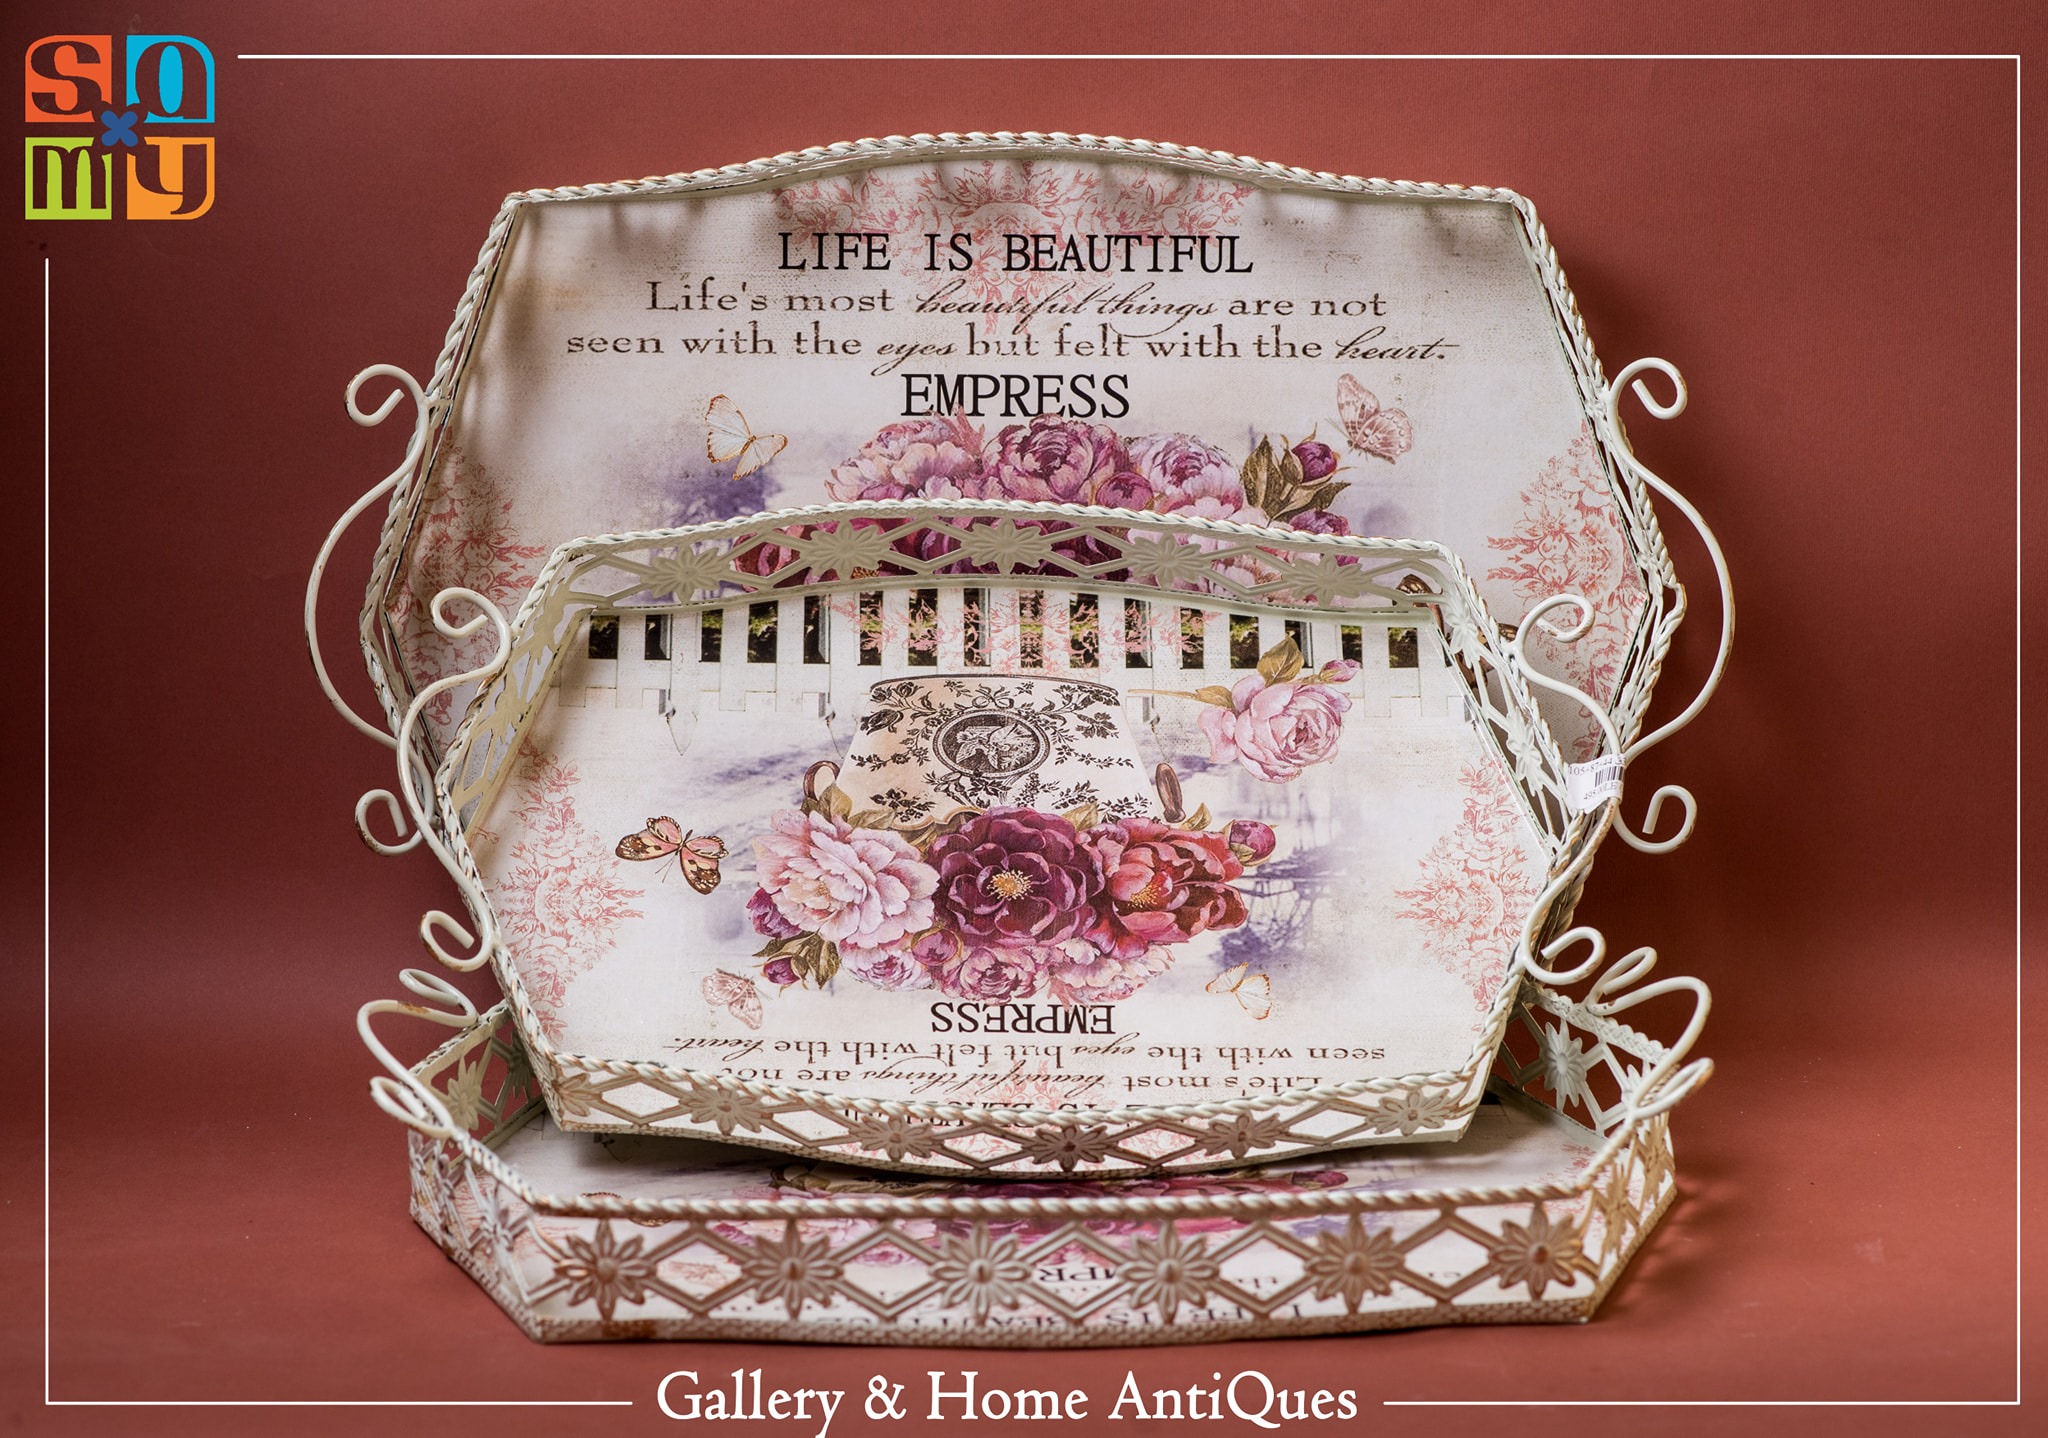 SAMY
LIFE IS BEAUTIFUL
Life's most beautiful things are not
seen with the eyes but felt with the heart.
EMPRESS
EMPRESS
seen with the eyes but felt with the heart.
Life's most beautiful things are not
Gallery & Home AntiQues